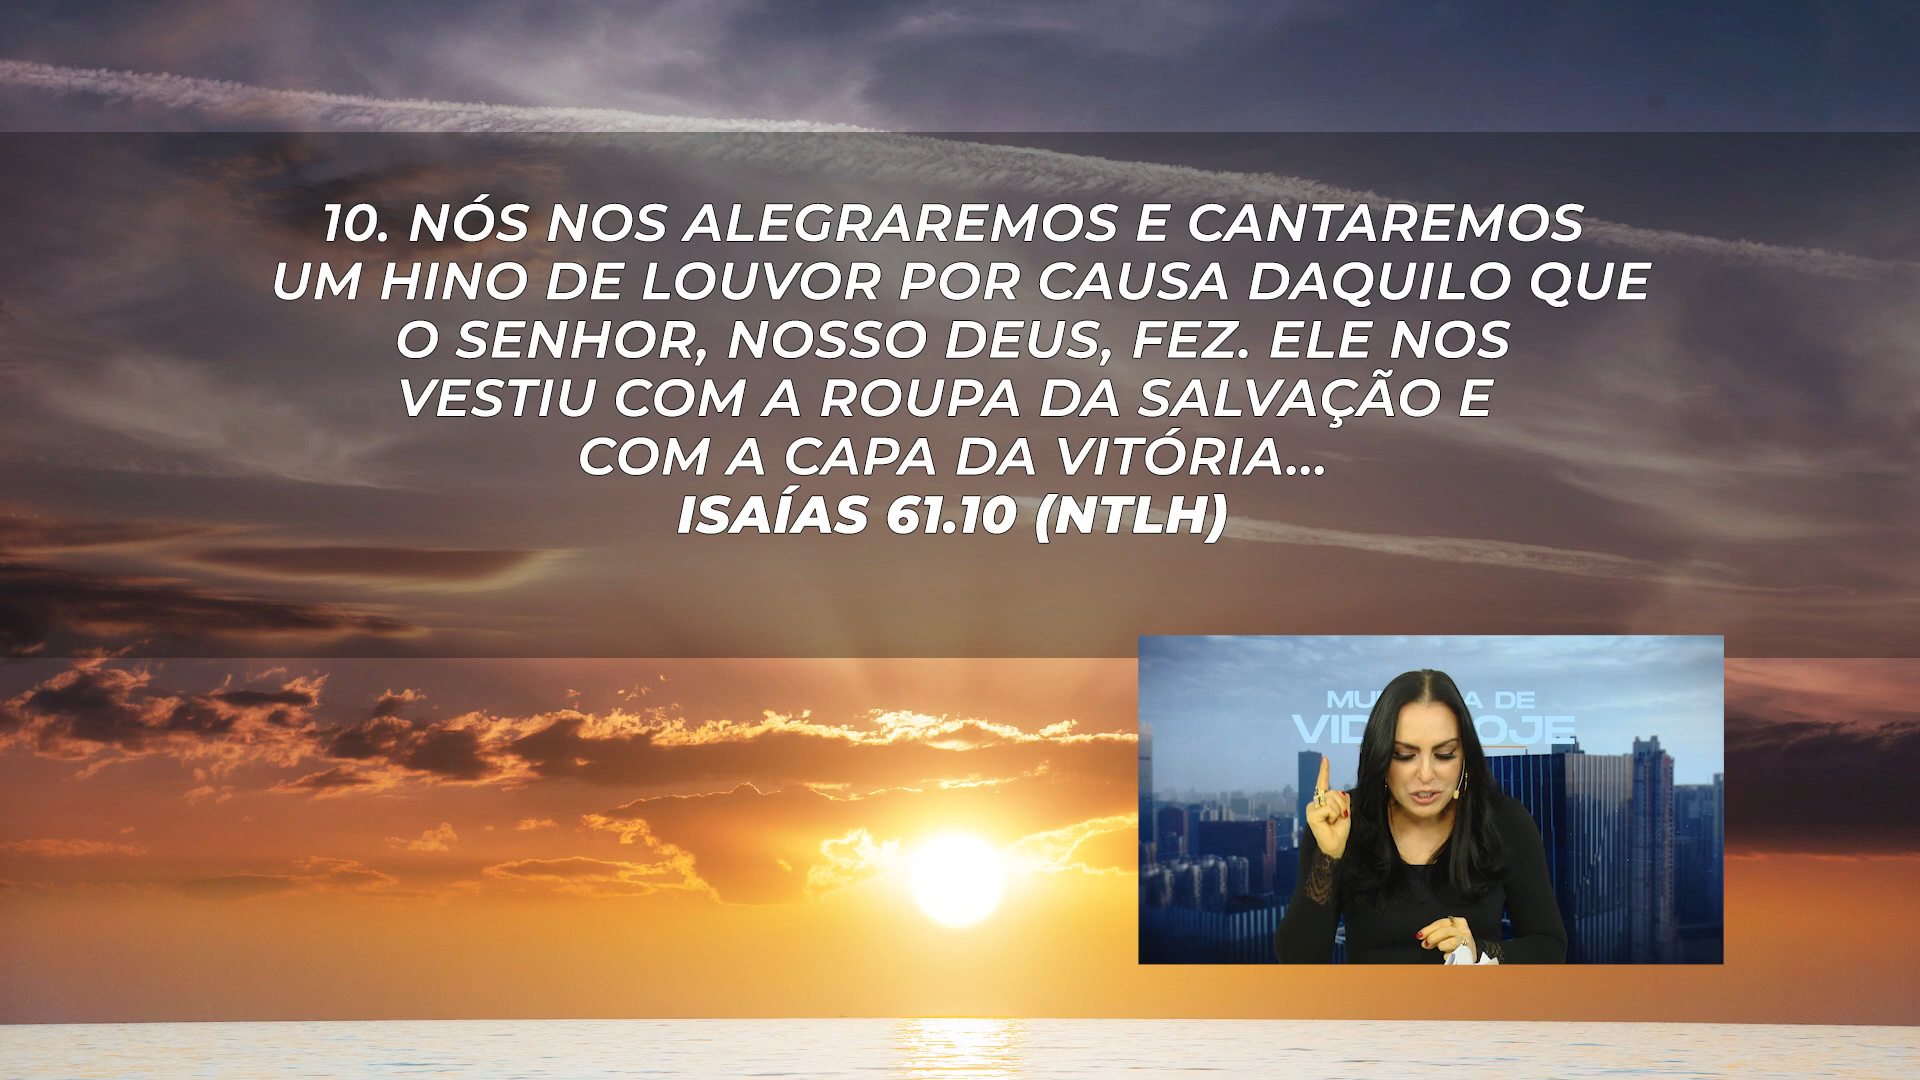 10. NÓS NOS ALEGRAREMOS E CANTAREMOS
UM HINO DE LOUVOR POR CAUSA DAQUILO QUE
O SENHOR, NOSSO DEUS, FEZ. ELE NOS
VESTIU COM A ROUPA DA SALVAÇÃO E
COM A CAPA DA VITÓRIA...
ISAÍAS 61.10 (NTLH)
DE